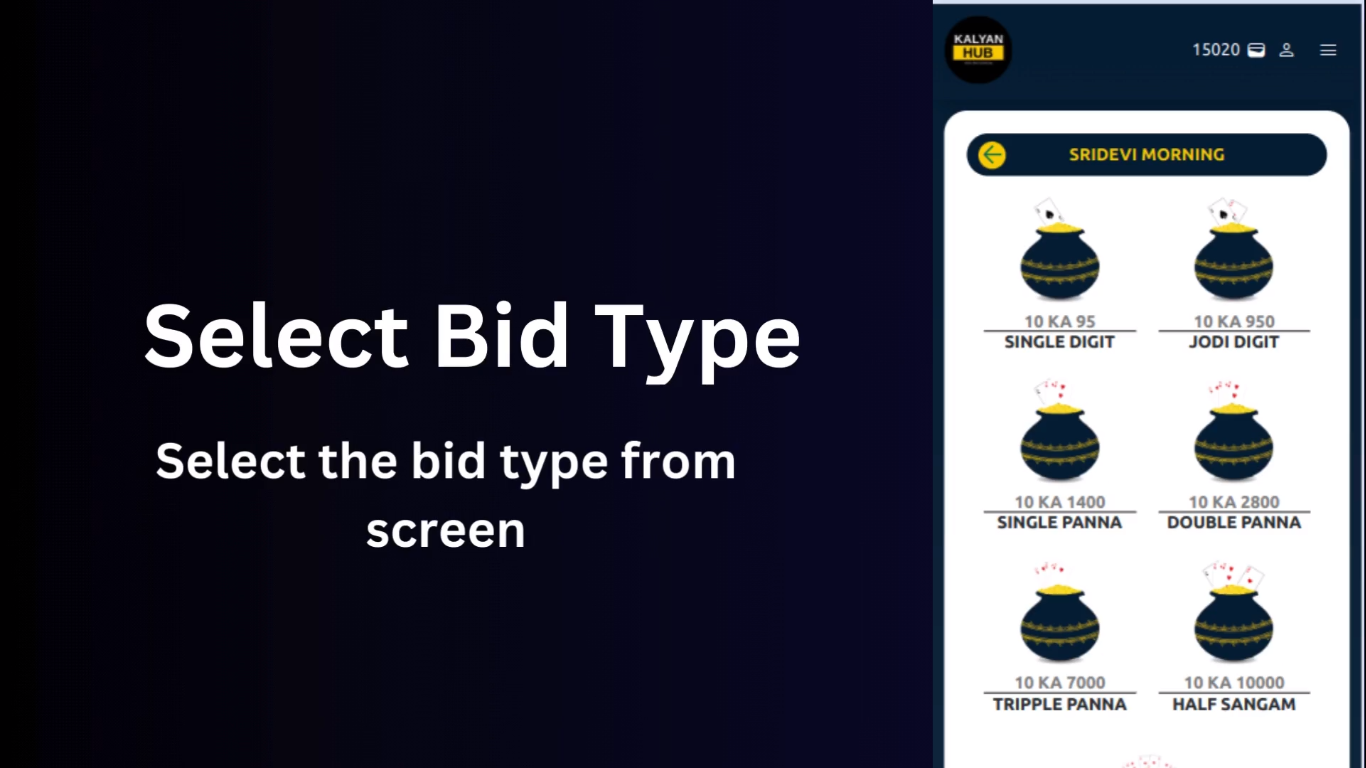 Select Bid Type
Select the bid type from
screen
KALYAN
HUB
15020
SRIDEVI MORNING
10 KA 95
SINGLE DIGIT
10 KA 950
JODI DIGIT
10 KA 1400
SINGLE PANNA
10 KA 2800
DOUBLE PANNA
10 KA 7000
TRIPPLE PANNA
10 KA 10000
HALF SANGAM